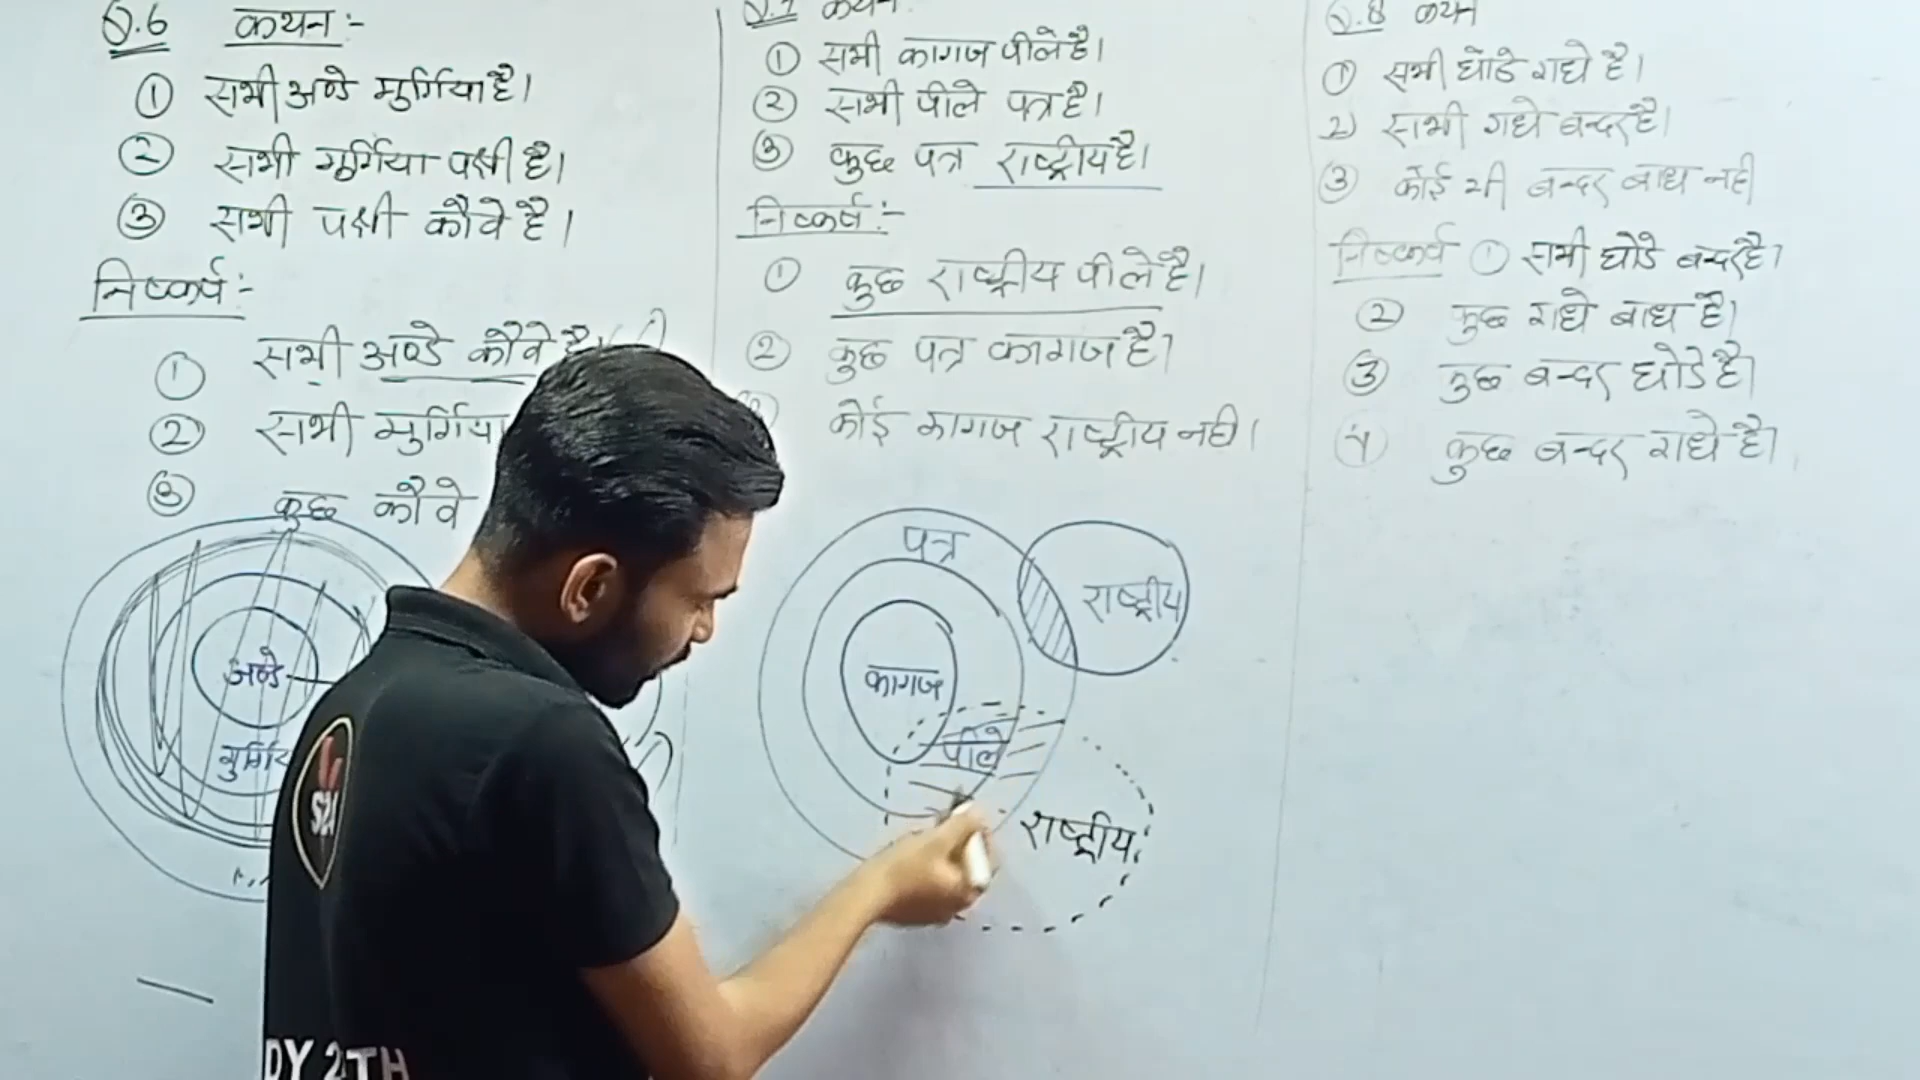 Q.6 कथन :-
① सभी अण्डे मुर्गिया है।
② सभी मुर्गिया पक्षी है।
③ सभी पक्षी कौवे है।
निष्कर्ष :-
① सभी अण्डे कौवे है
② सभी मुर्गिया
③ कुछ कौवे
अण्डे
Q.7 कथन
① सभी कागज पीले है।
② सभी पीले पत्र है।
③ कुछ पत्र राष्ट्रीय है।
निष्कर्ष :-
① कुछ राष्ट्रीय पीले है।
② कुछ पत्र कागज है।
कोई कागज राष्ट्रीय नही।
पत्र
राष्ट्रीय
कागज
पीले
राष्ट्रीय
Q.8 कथन
① सभी घोडे गधे है।
2) सभी गधे बन्दर है।
③ कोई भी बन्दर बाघ नही
निष्कर्ष ① सभी घोडे बन्दर है।
② कुछ गधे बाघ है।
③ कुछ बन्दर घोडे है।
④ कुछ बन्दर गधे है।
DY 24TH